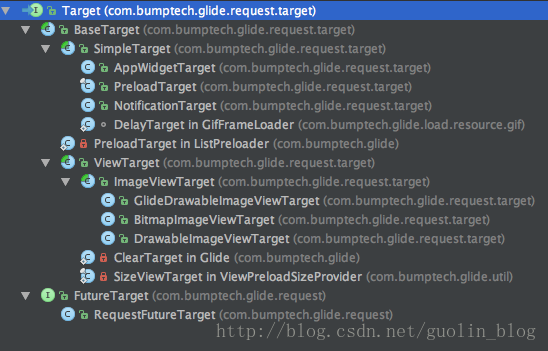 Target (com.bumptech.glide.request.target)
BaseTarget (com.bumptech.glide.request.target)
SimpleTarget (com.bumptech.glide.request.target)
AppWidgetTarget (com.bumptech.glide.request.target)
PreloadTarget (com.bumptech.glide.request.target)
NotificationTarget (com.bumptech.glide.request.target)
DelayTarget in GifFrameLoader (com.bumptech.glide.load.resource.gif)
PreloadTarget in ListPreloader (com.bumptech.glide)
ViewTarget (com.bumptech.glide.request.target)
ImageViewTarget (com.bumptech.glide.request.target)
GlideDrawableImageViewTarget (com.bumptech.glide.request.target)
BitmapImageViewTarget (com.bumptech.glide.request.target)
DrawableImageViewTarget (com.bumptech.glide.request.target)
ClearTarget in Glide (com.bumptech.glide)
SizeViewTarget in ViewPreloadSizeProvider (com.bumptech.glide.util)
FutureTarget (com.bumptech.glide.request)
RequestFutureTarget (com.bumptech.glide.request)
http://blog.csdn.net/guolin_blog